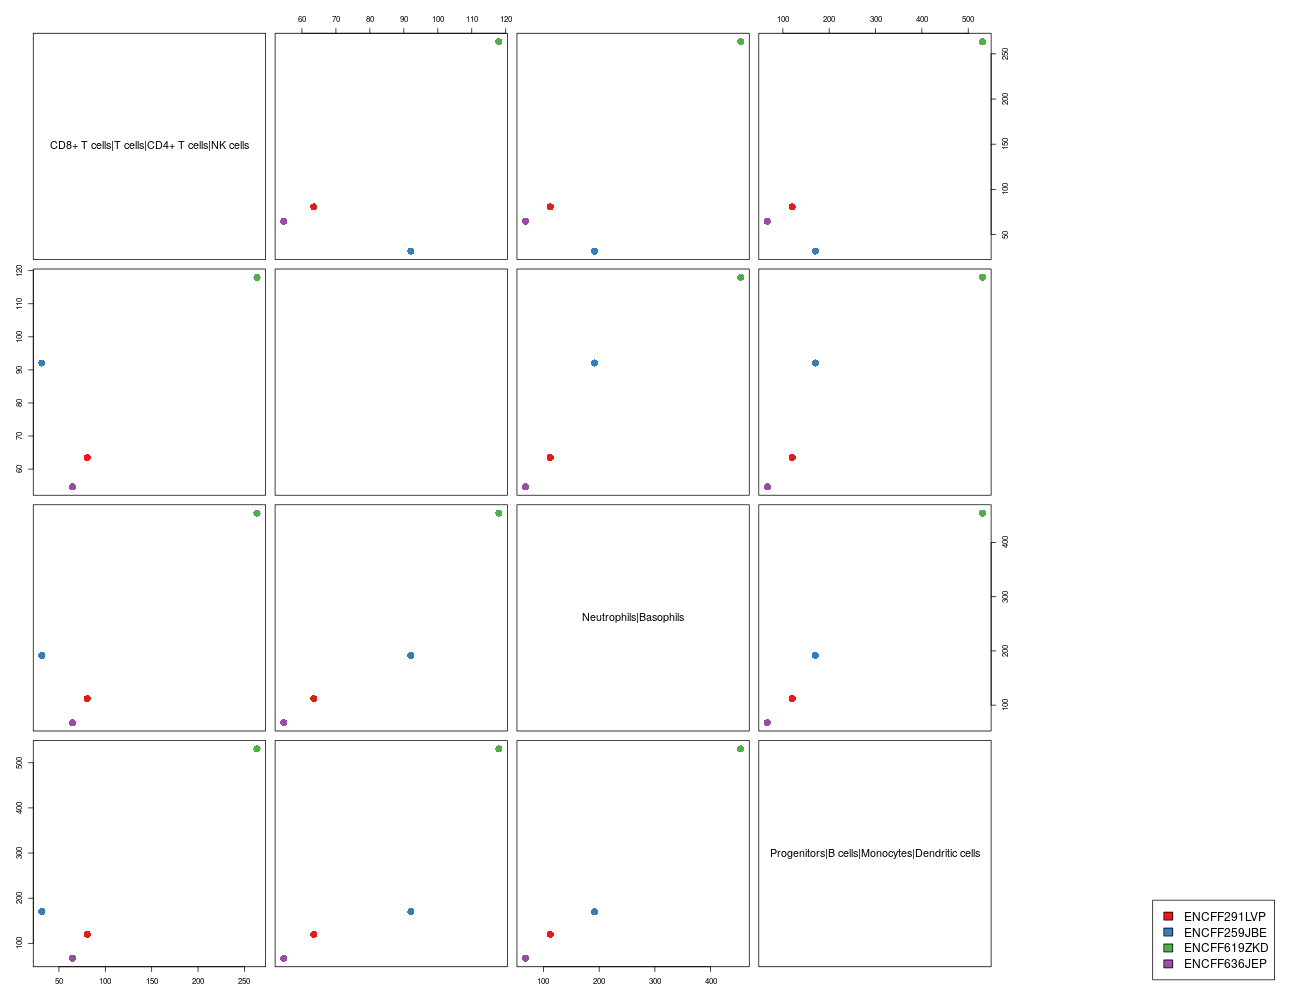 60 70 80 90 100 110 120
100 200 300 400 500
CD8+ T cells|T cells|CD4+ T cells|NK cells
250
200
150
100
50
120
110
100
90
80
70
60
Neutrophils|Basophils
400
300
200
100
500
400
300
200
100
Progenitors|B cells|Monocytes|Dendritic cells
50 100 150 200 250
100 200 300 400
ENCFF291LVP
ENCFF259JBE
ENCFF619ZKD
ENCFF636JEP